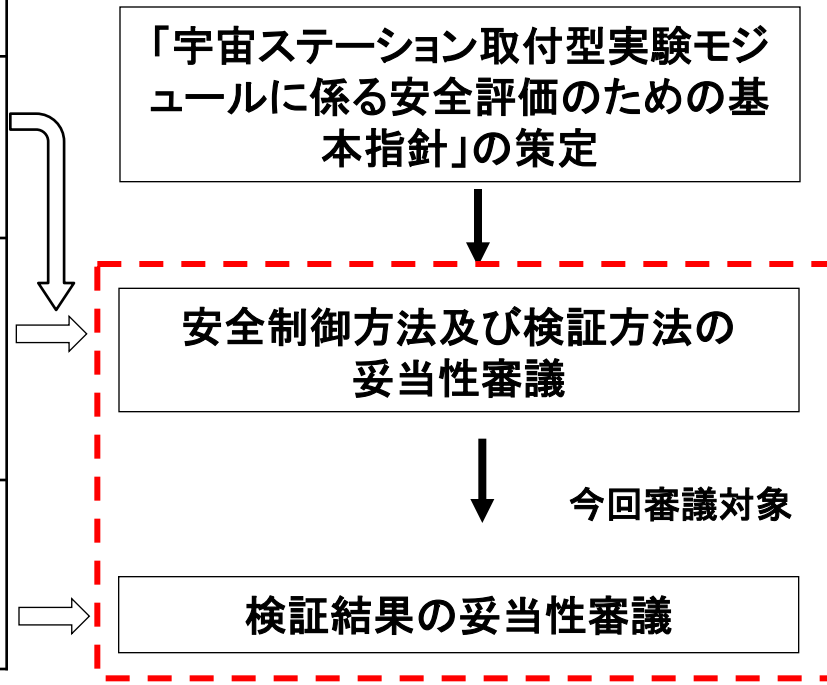 「宇宙ステーション取付型実験モジ
ュールに係る安全評価のための基
本指針」の策定
安全制御方法及び検証方法の
妥当性審議
今回審議対象
検証結果の妥当性審議